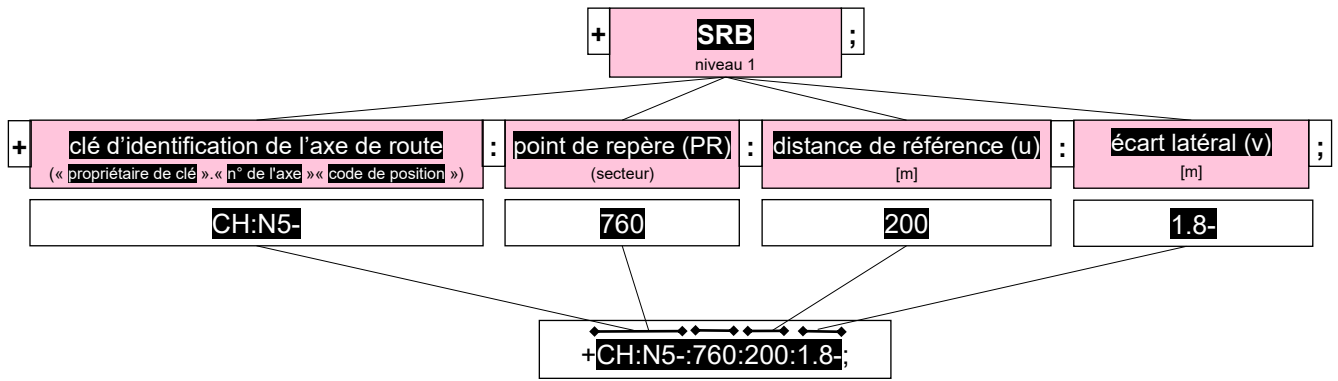 + SRB ;
niveau 1
+ clé d'identification de l'axe de route : point de repère (PR) : distance de référence (u) : écart latéral (v) ;
(« propriétaire de clé ».« n° de l'axe »« code de position ») (secteur) [m] [m]
CH:N5- 760 200 1.8-
+CH:N5-:760:200:1.8-;